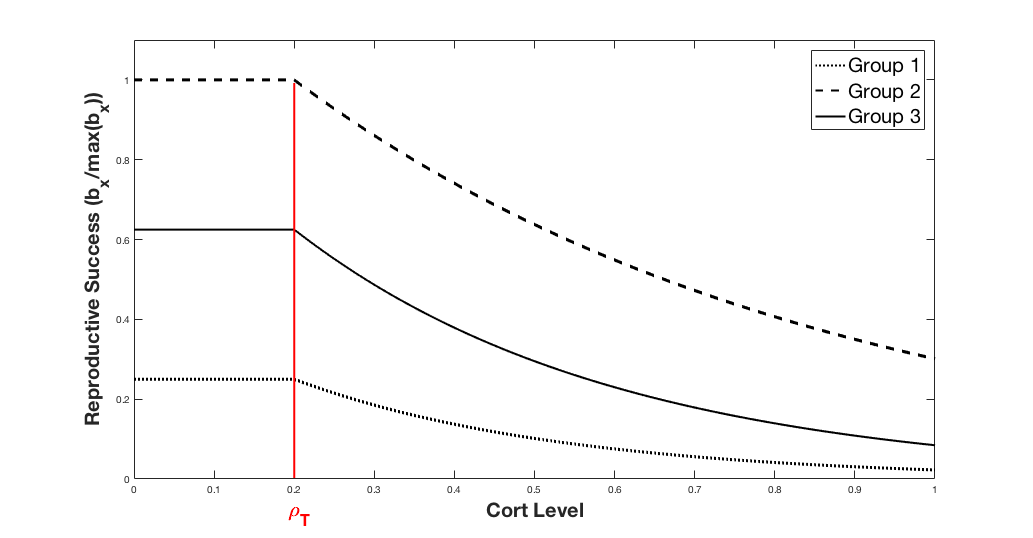 Group 1
Group 2
Group 3
Reproductive Success (b_x/max(b_x))
1
0.8
0.6
0.4
0.2
0
0 0.1 0.2 0.3 0.4 0.5 0.6 0.7 0.8 0.9 1
ρ_T
Cort Level